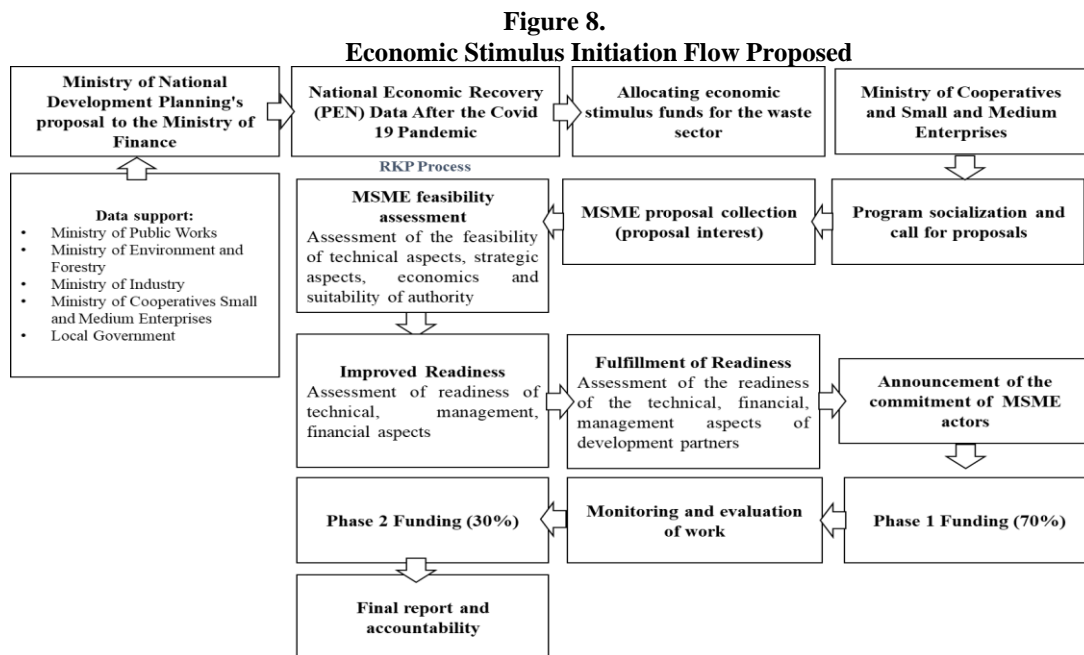 Figure 8.
Economic Stimulus Initiation Flow Proposed
Ministry of National
Development Planning's
proposal to the Ministry of
Finance
National Economic Recovery
(PEN) Data After the Covid
19 Pandemic
Allocating economic
stimulus funds for the waste
sector
Ministry of Cooperatives
and Small and Medium
Enterprises
RKP Process
Data support:
• Ministry of Public Works
• Ministry of Environment and
Forestry
• Ministry of Industry
• Ministry of Cooperatives Small
and Medium Enterprises
• Local Government
MSME feasibility
assessment
Assessment of the feasibility
of technical aspects, strategic
aspects, economics and
suitability of authority
MSME proposal collection
(proposal interest)
Program socialization and
call for proposals
Improved Readiness
Assessment of readiness of
technical, management,
financial aspects
Fulfillment of Readiness
Assessment of the readiness
of the technical, financial,
management aspects of
development partners
Announcement of the
commitment of MSME
actors
Phase 2 Funding (30%)
Monitoring and evaluation
of work
Phase 1 Funding (70%)
Final report and
accountability